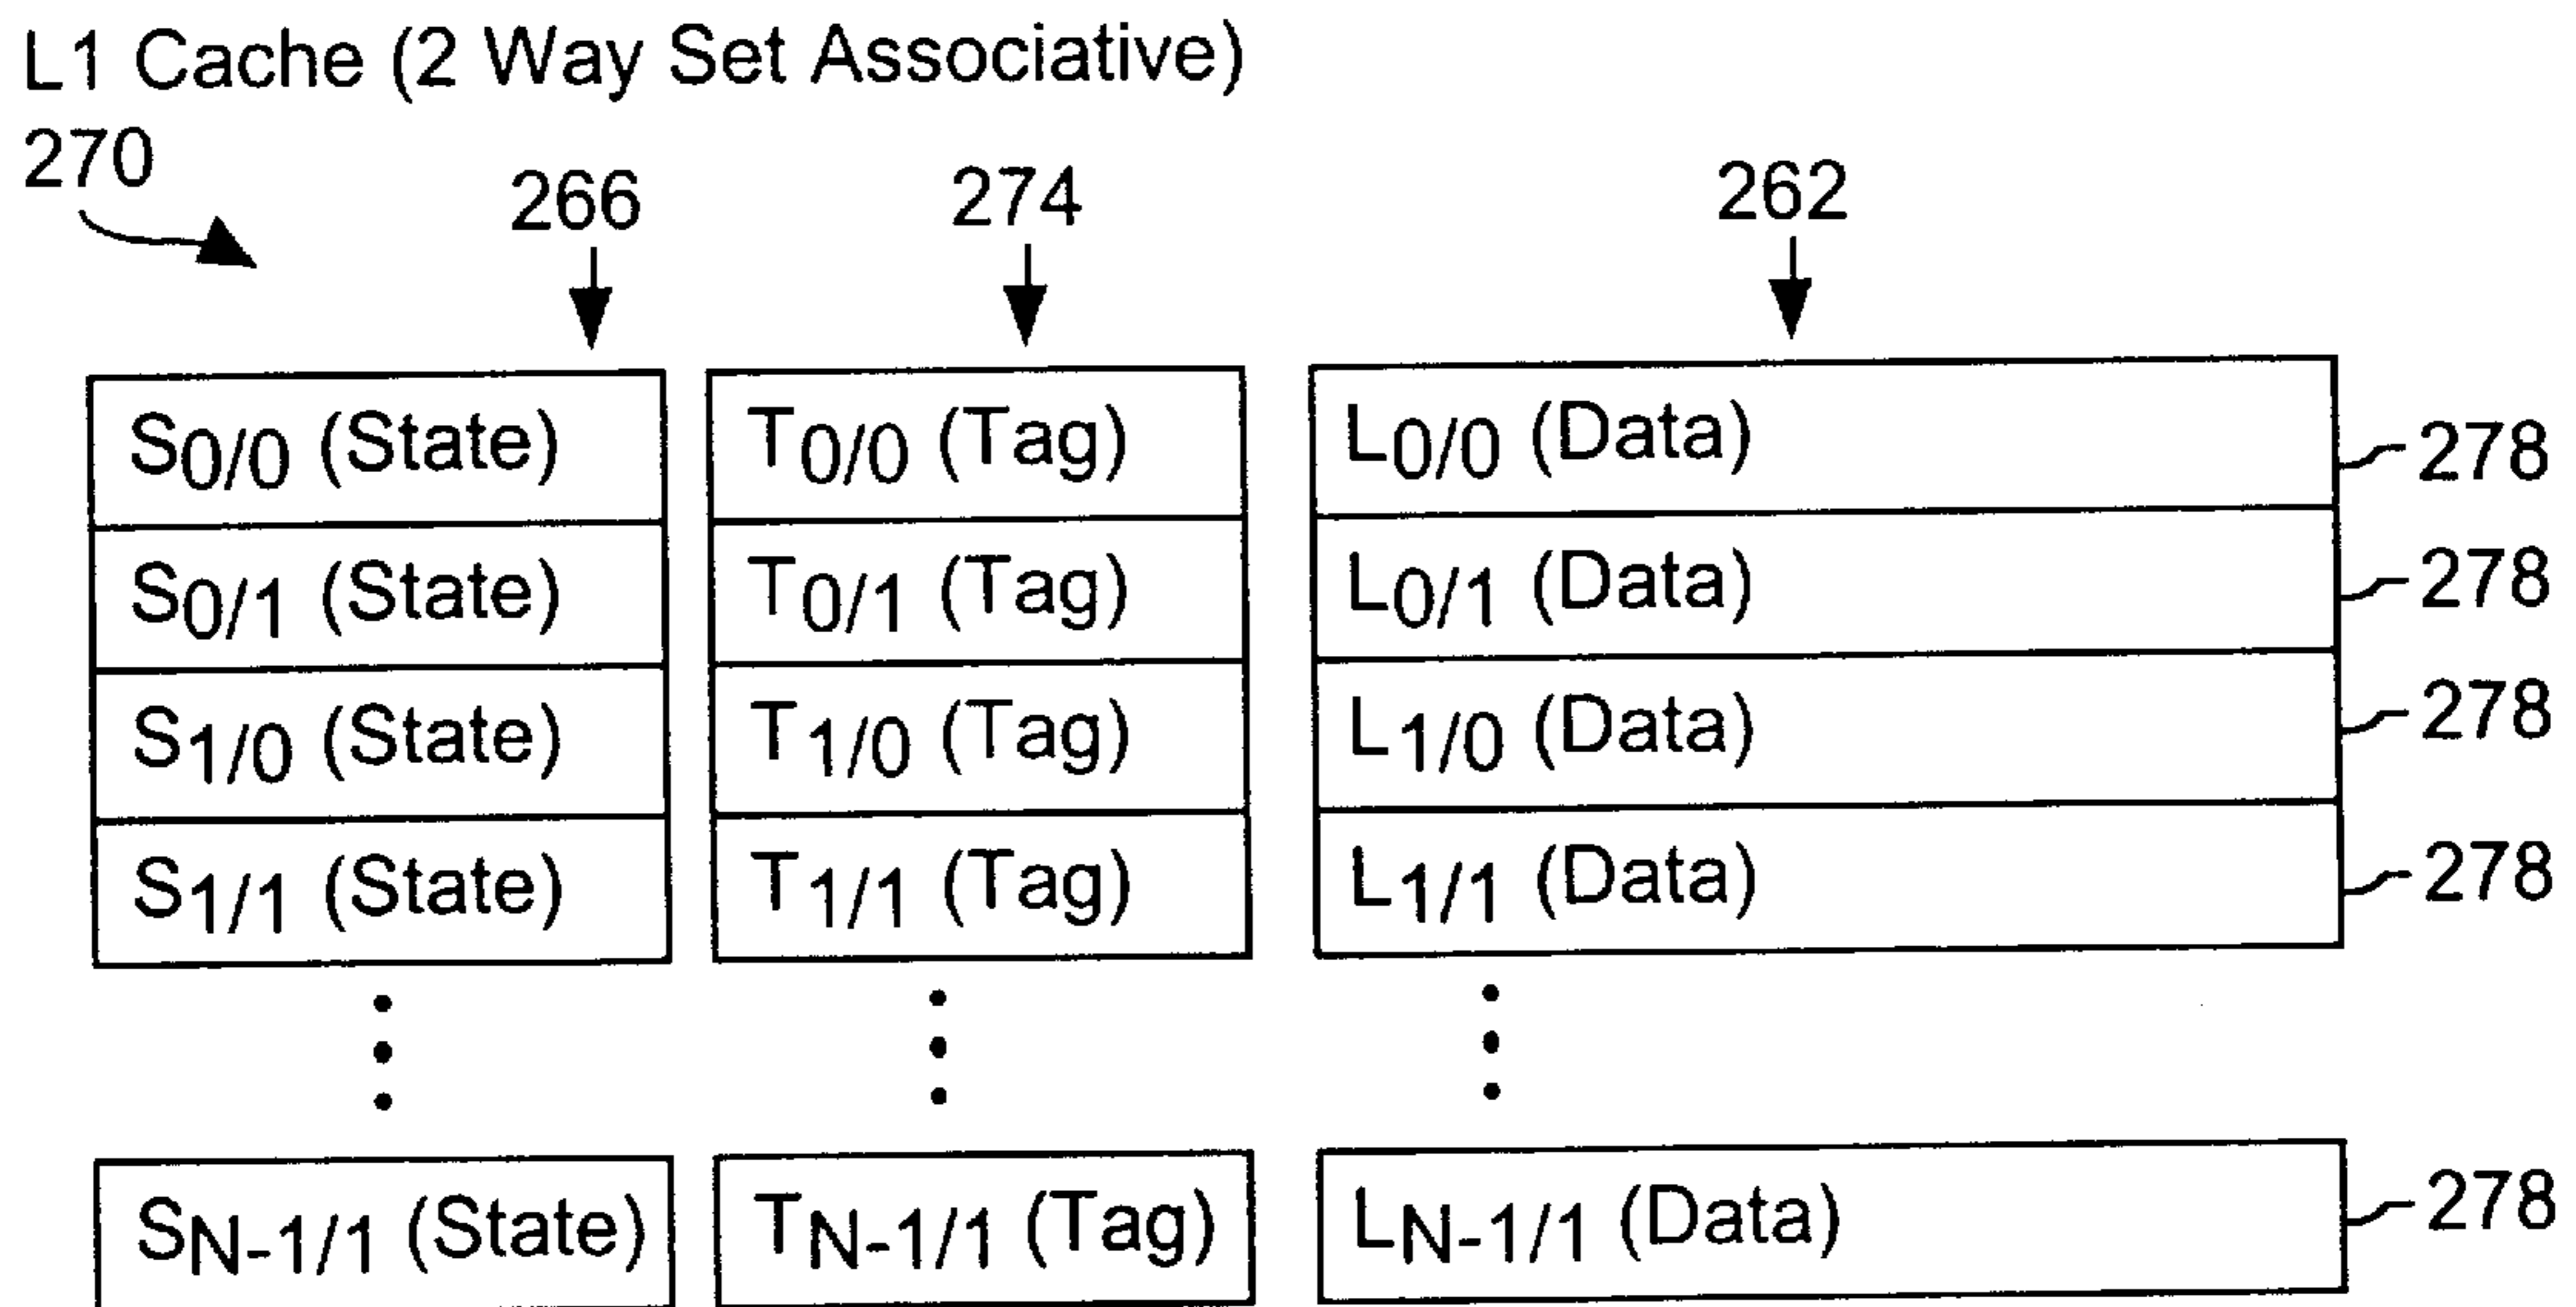 L1 Cache (2 Way Set Associative)
270
266 274 262
S0/0 (State) T0/0 (Tag) L0/0 (Data) 278
S0/1 (State) T0/1 (Tag) L0/1 (Data) 278
S1/0 (State) T1/0 (Tag) L1/0 (Data) 278
S1/1 (State) T1/1 (Tag) L1/1 (Data) 278
SN-1/1 (State) TN-1/1 (Tag) LN-1/1 (Data) 278